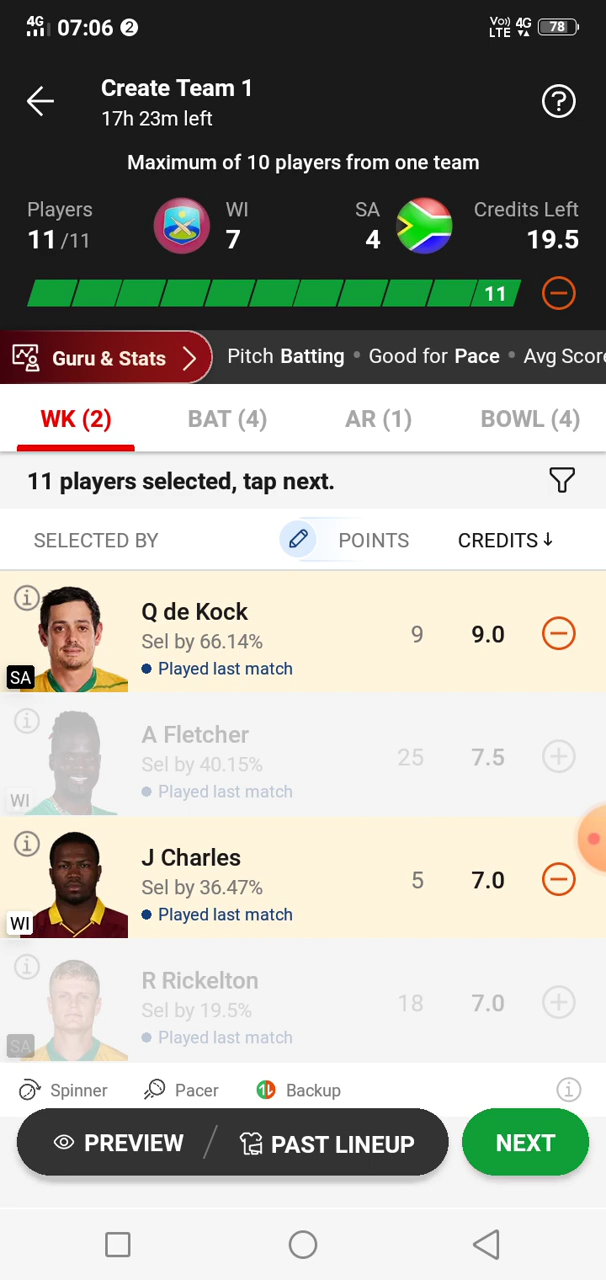 4G 07:06 2 Vo)) LTE 4G 78
Create Team 1
17h 23m left
?
Maximum of 10 players from one team
Players WI SA Credits Left
11/11 7 4 19.5
11
Guru & Stats Pitch Batting • Good for Pace • Avg Score
WK (2) BAT (4) AR (1) BOWL (4)
11 players selected, tap next.
SELECTED BY POINTS CREDITS↓
Q de Kock
Sel by 66.14% 9 9.0
SA • Played last match
A Fletcher
Sel by 40.15% 25 7.5
WI • Played last match
J Charles
Sel by 36.47% 5 7.0
WI • Played last match
R Rickelton
Sel by 19.5% 18 7.0
SA • Played last match
Spinner Pacer Backup
PREVIEW / PAST LINEUP NEXT